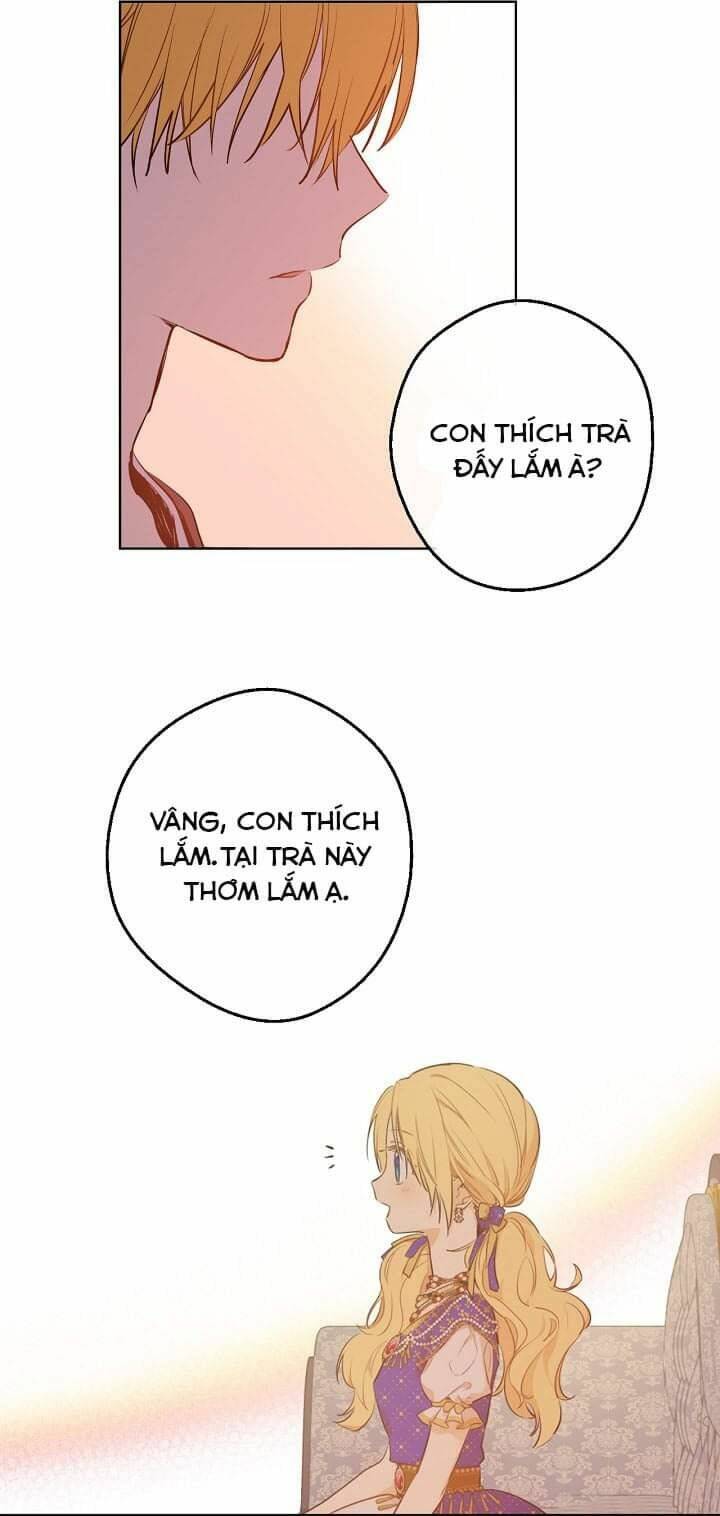 CON THÍCH TRÀ
ĐẤY LẮM À?
VÂNG, CON THÍCH
LẮM.TẠI TRÀ NÀY
THƠM LẮM Ạ.